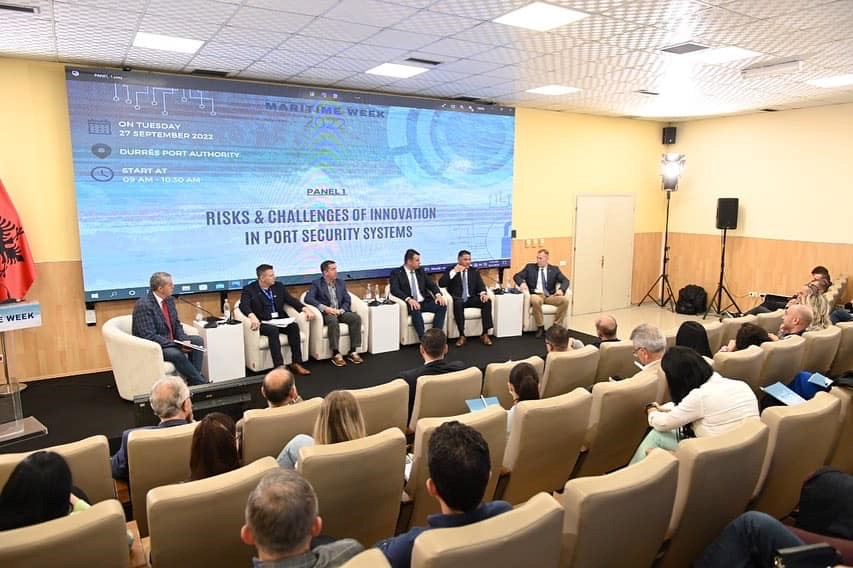 PANEL 1
MARITIME WEEK
2022
ON TUESDAY
27 SEPTEMBER 2022
DURRËS PORT AUTHORITY
START AT
09 AM - 10:30 AM
PANEL 1
RISKS & CHALLENGES OF INNOVATION
IN PORT SECURITY SYSTEMS
WEEK